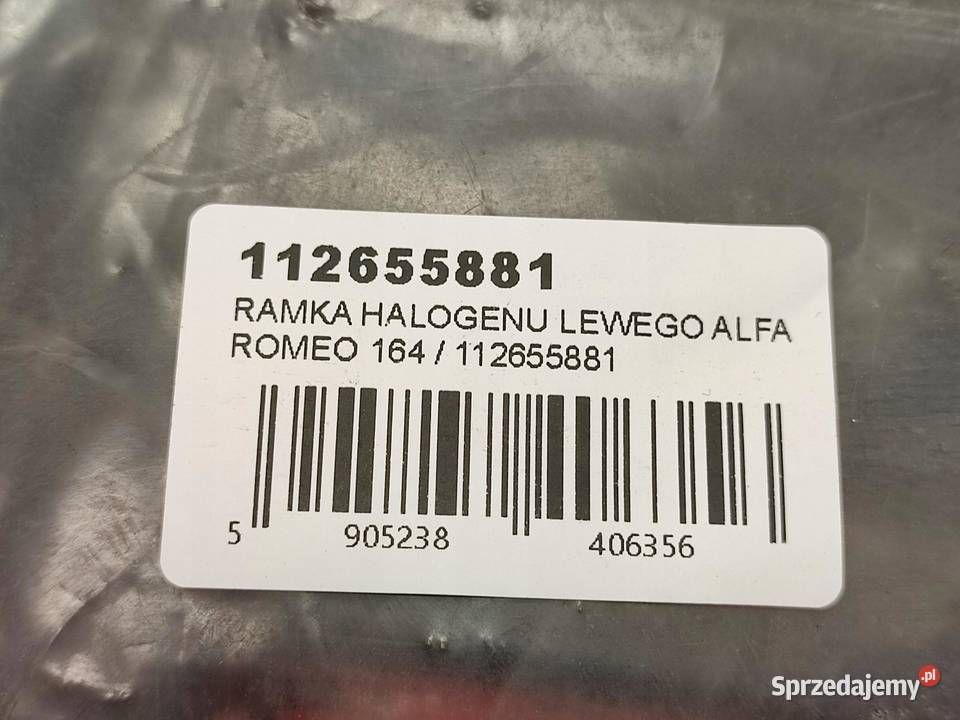 112655881
RAMKA HALOGENU LEWEGO ALFA
ROMEO 164 / 112655881
5 905238 406356
Sprzedajemy.pl